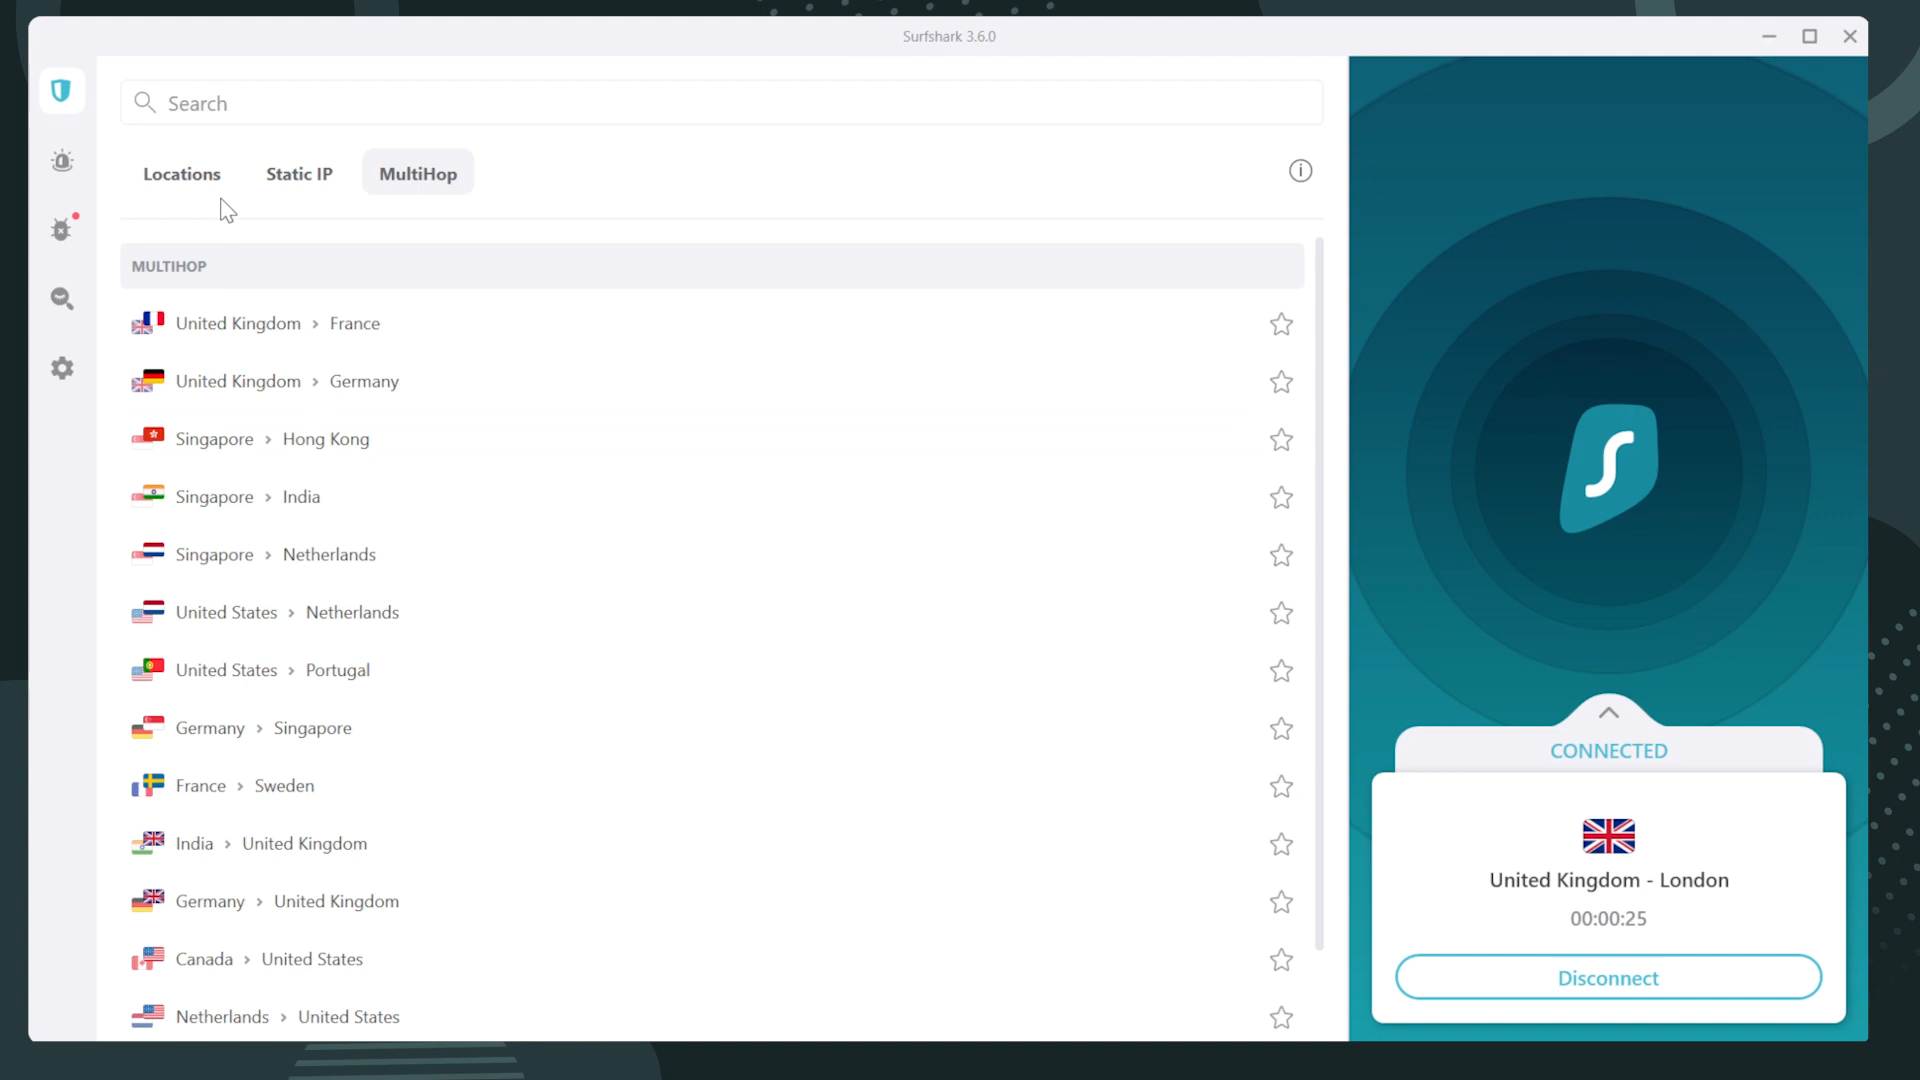 Surfshark 3.6.0
Search
Locations
Static IP
MultiHop
MULTIHOP
United Kingdom › France
United Kingdom › Germany
Singapore › Hong Kong
Singapore › India
Singapore › Netherlands
United States › Netherlands
United States › Portugal
Germany › Singapore
France › Sweden
India › United Kingdom
Germany › United Kingdom
Canada › United States
Netherlands › United States
CONNECTED
United Kingdom - London
00:00:25
Disconnect